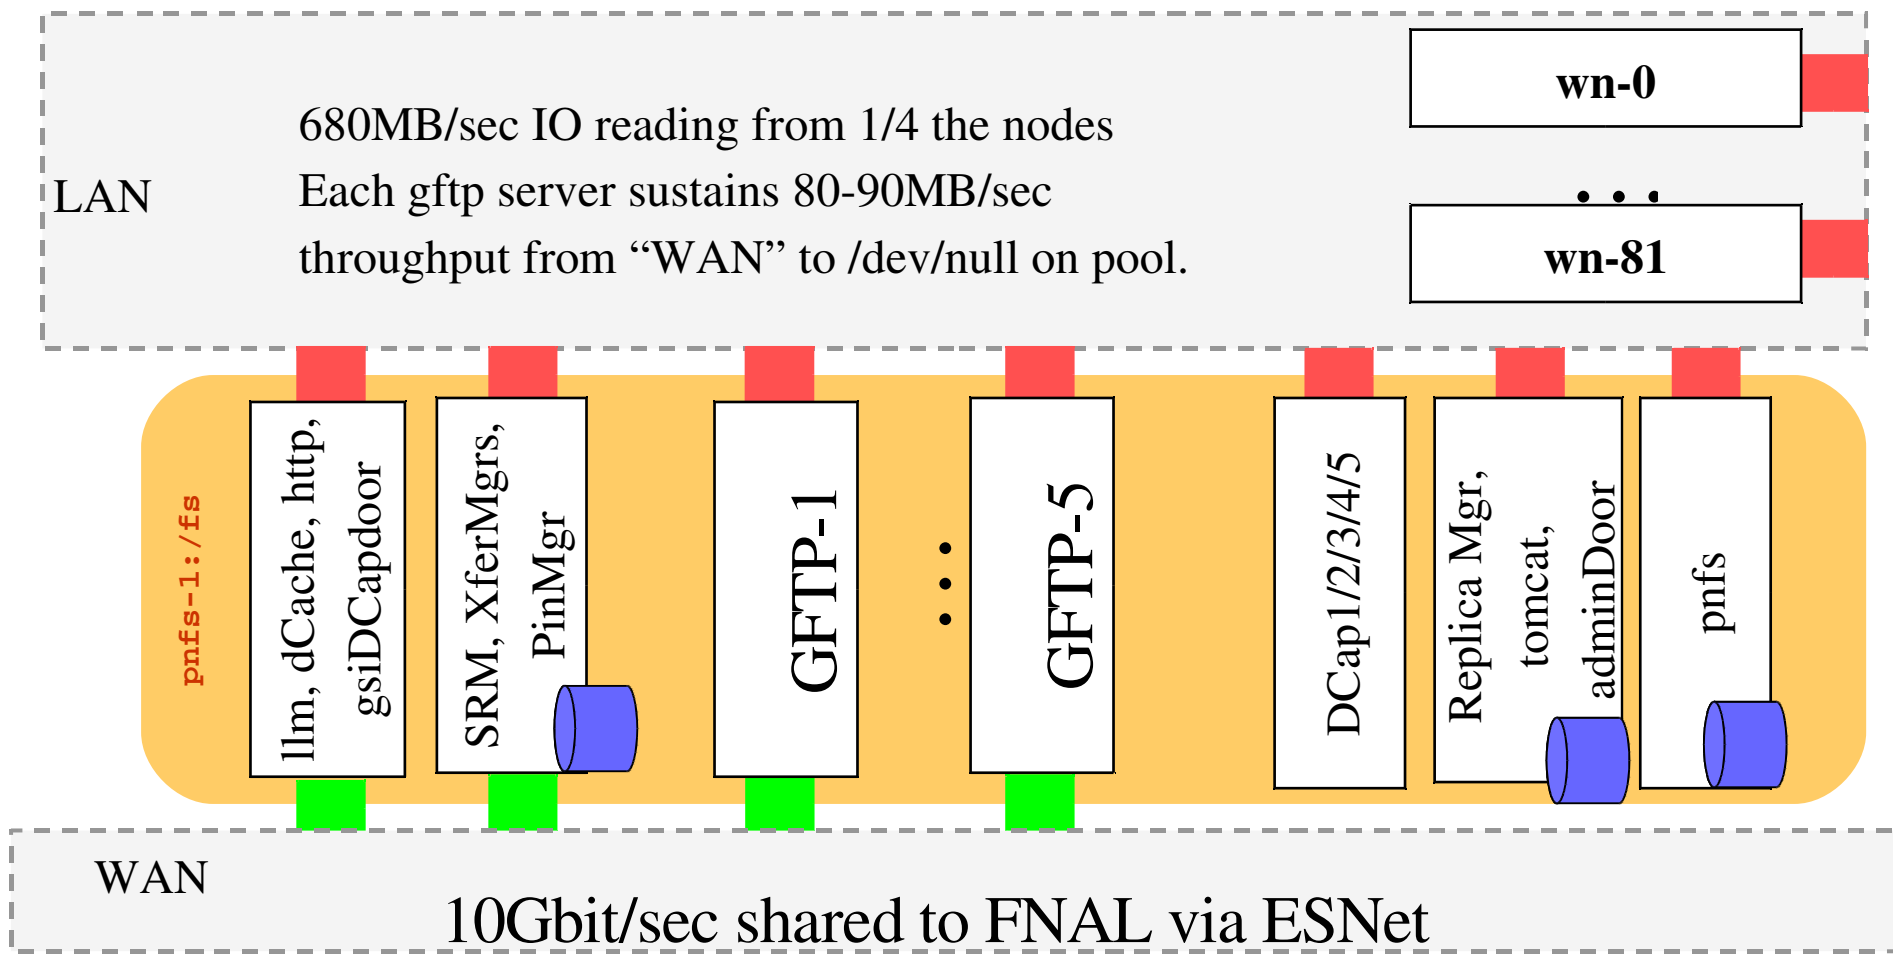 wn-0
680MB/sec IO reading from 1/4 the nodes
LAN
Each gftp server sustains 80-90MB/sec
throughput from “WAN” to /dev/null on pool.
. . .
wn-81
pnfs-1:/fs
llm, dCache, http,
gsiDCapdoor
SRM, XferMgrs,
PinMgr
GFTP-1
. . .
GFTP-5
DCap1/2/3/4/5
Replica Mgr,
tomcat,
adminDoor
pnfs
WAN
10Gbit/sec shared to FNAL via ESNet